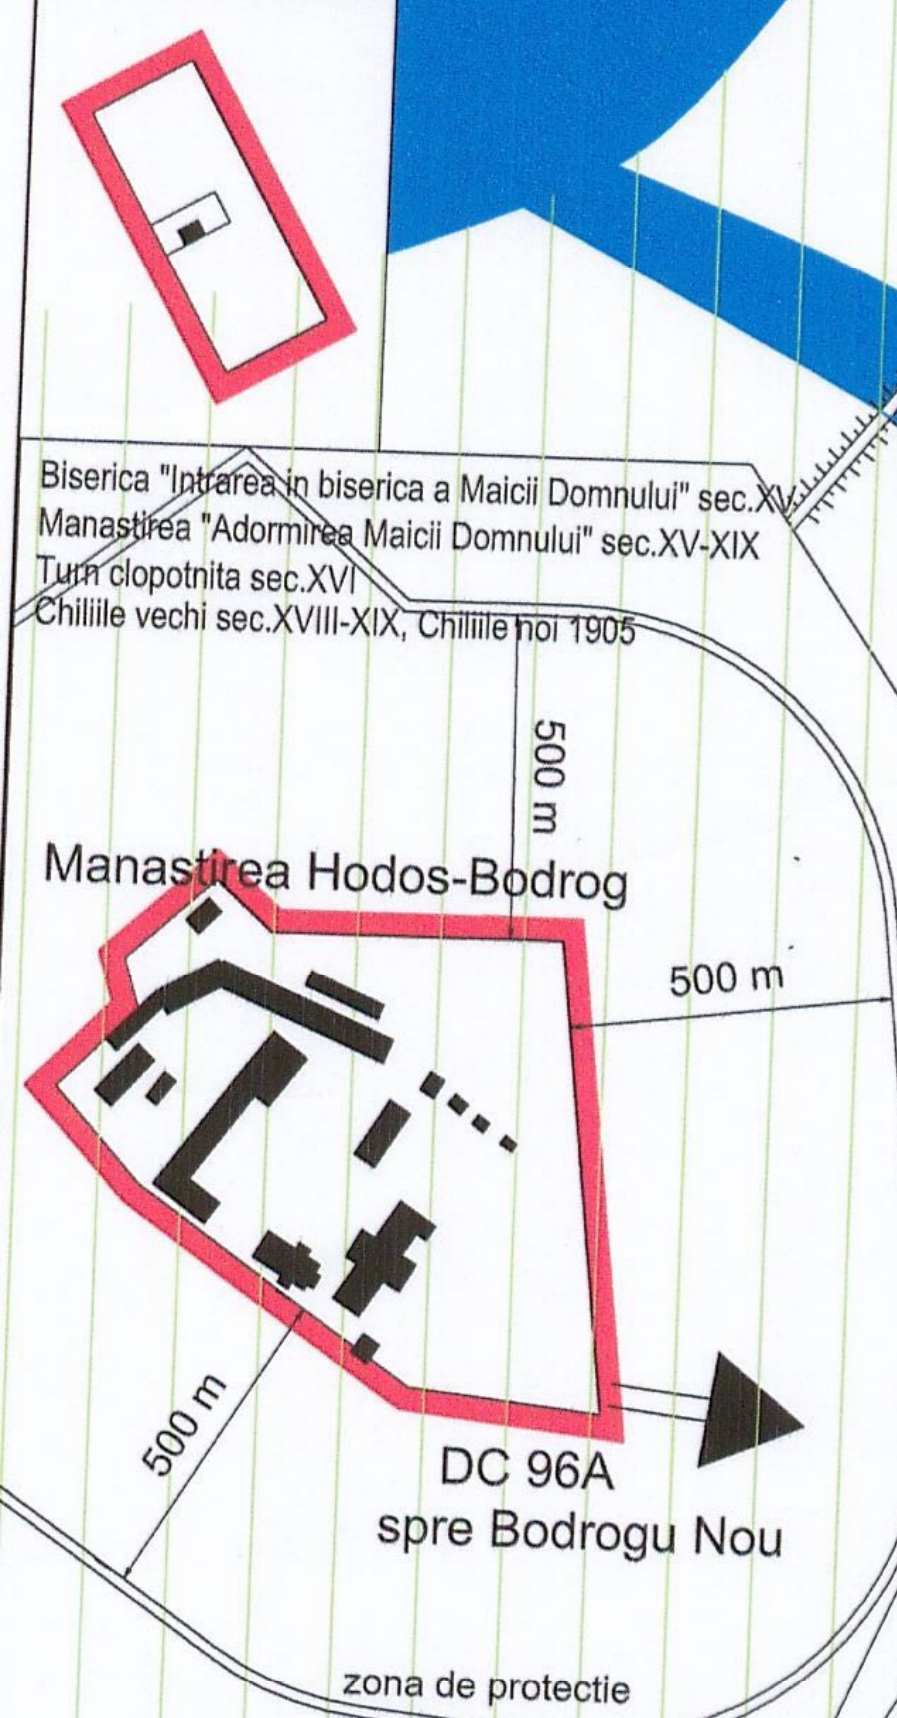 Biserica "Intrarea in biserica a Maicii Domnului" sec.XV
Manastirea "Adormirea Maicii Domnului" sec.XV-XIX
Turn clopotnita sec.XVI
Chiliile vechi sec.XVIII-XIX, Chiliile noi 1905
500 m
Manastirea Hodos-Bodrog
500 m
500 m
DC 96A
spre Bodrogu Nou
zona de protectie